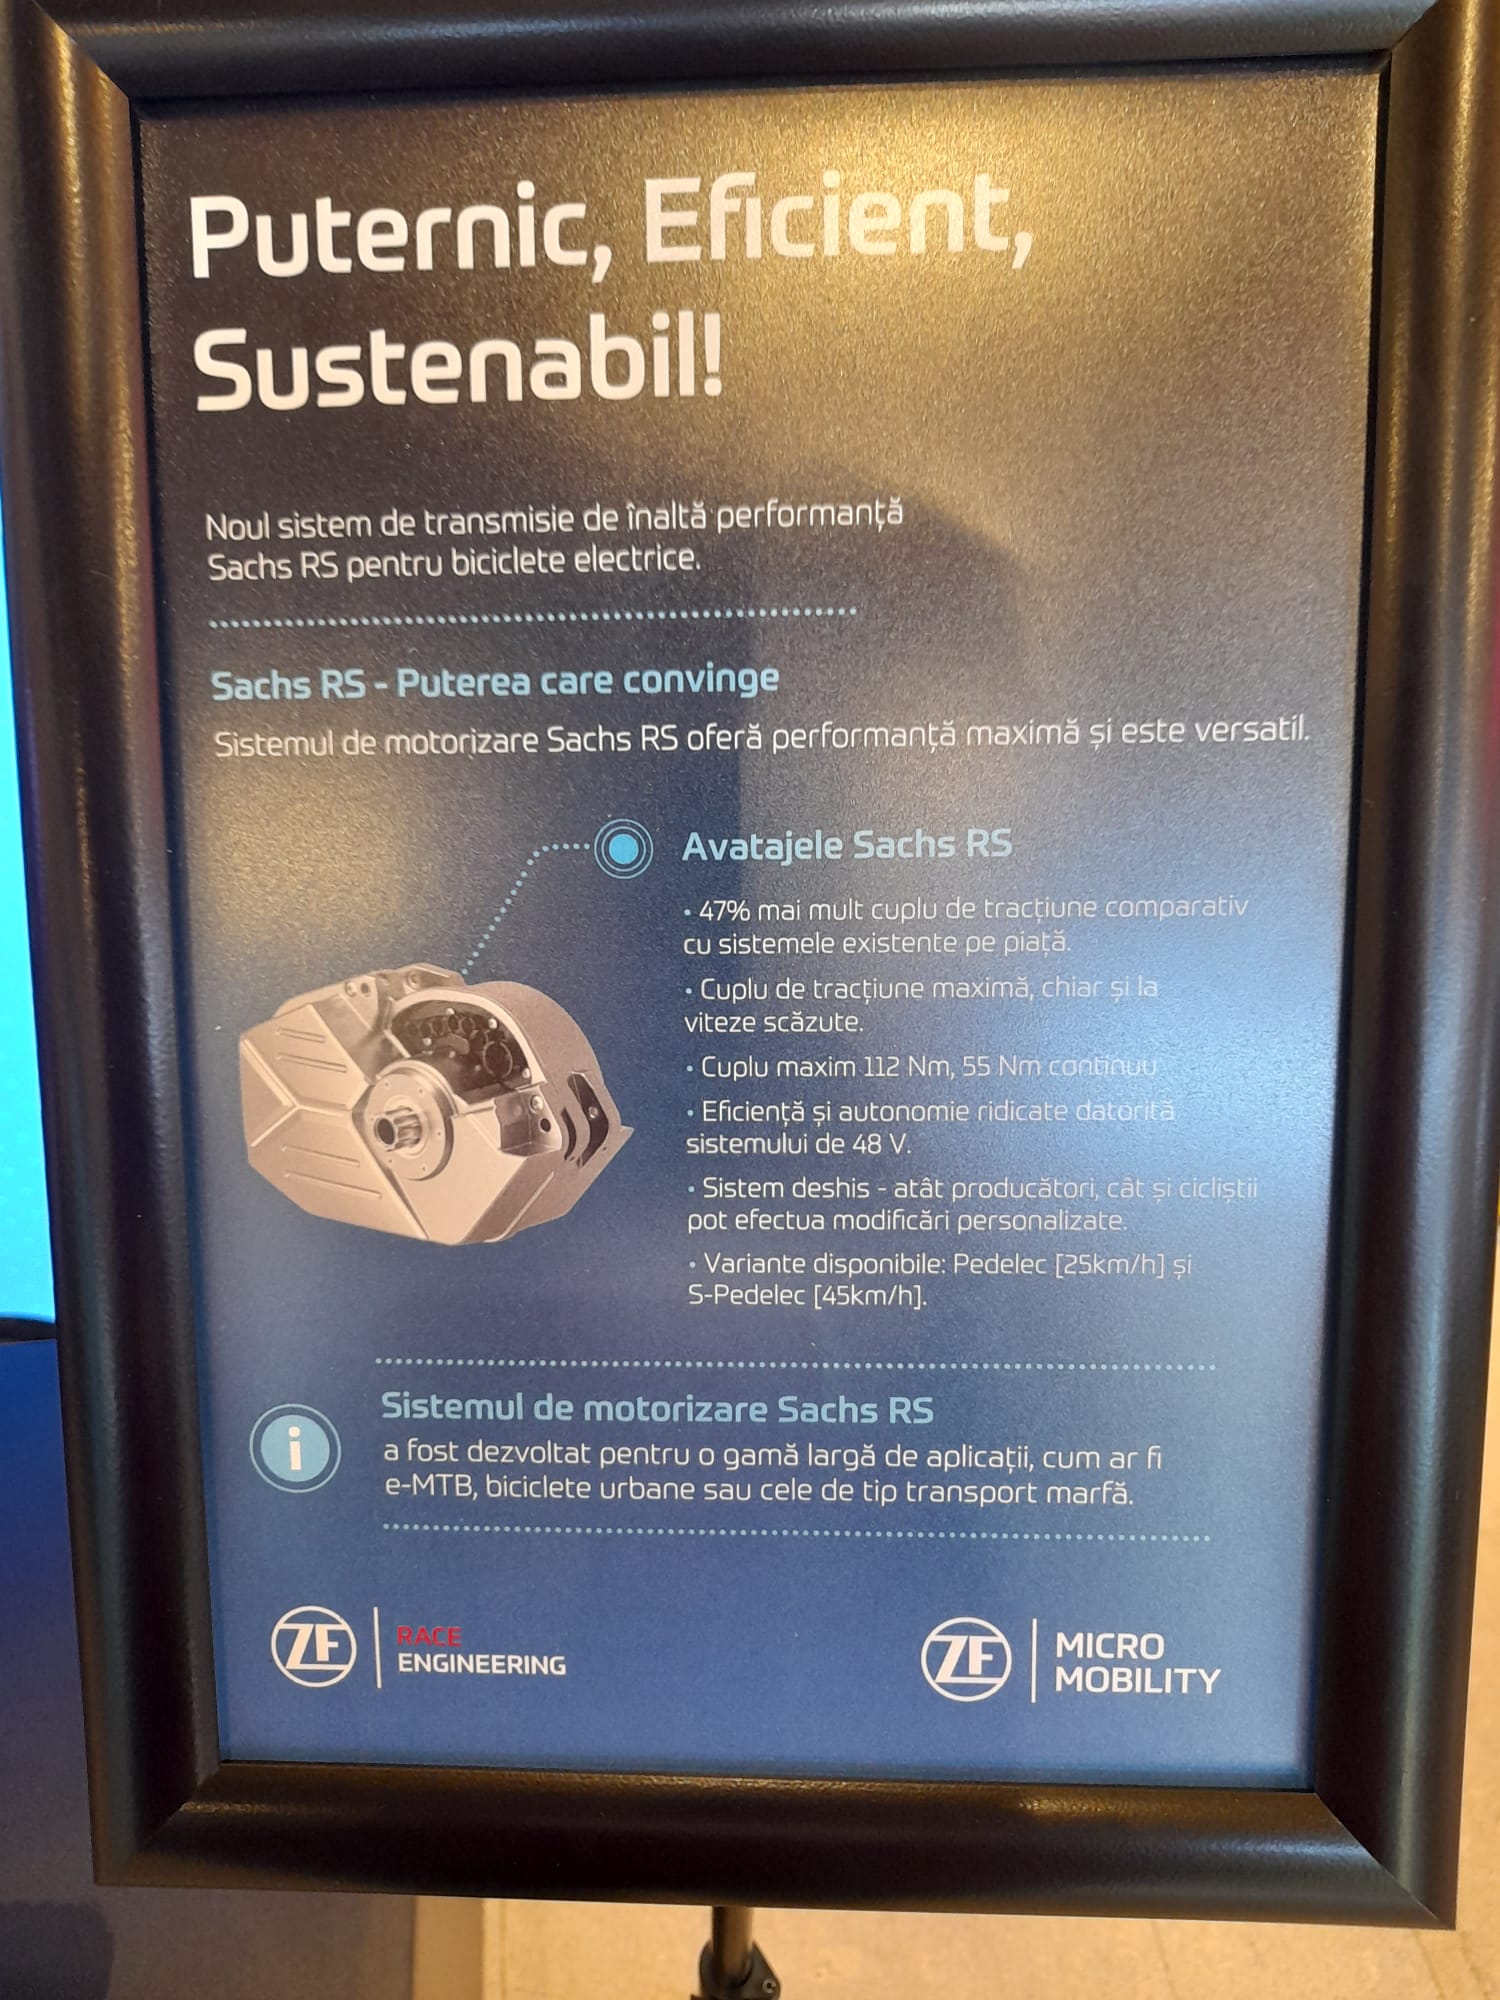 Puternic, Eficient,
Sustenabil!
Noul sistem de transmisie de înaltă performanță
Sachs RS pentru biciclete electrice.
Sachs RS - Puterea care convinge
Sistemul de motorizare Sachs RS oferă performanță maximă și este versatil.
Avatajele Sachs RS
• 47% mai mult cuplu de tracțiune comparativ
cu sistemele existente pe piață.
• Cuplu de tracțiune maximă, chiar și la
viteze scăzute.
• Cuplu maxim 112 Nm, 55 Nm continuu
• Eficiență și autonomie ridicate datorită
sistemului de 48 V.
• Sistem deshis - atât producători, cât și cicliștii
pot efectua modificări personalizate.
• Variante disponibile: Pedelec [25km/h] și
S-Pedelec [45km/h].
i
Sistemul de motorizare Sachs RS
a fost dezvoltat pentru o gamă largă de aplicații, cum ar fi
e-MTB, biciclete urbane sau cele de tip transport marfă.
ZF RACE
ENGINEERING
ZF MICRO
MOBILITY